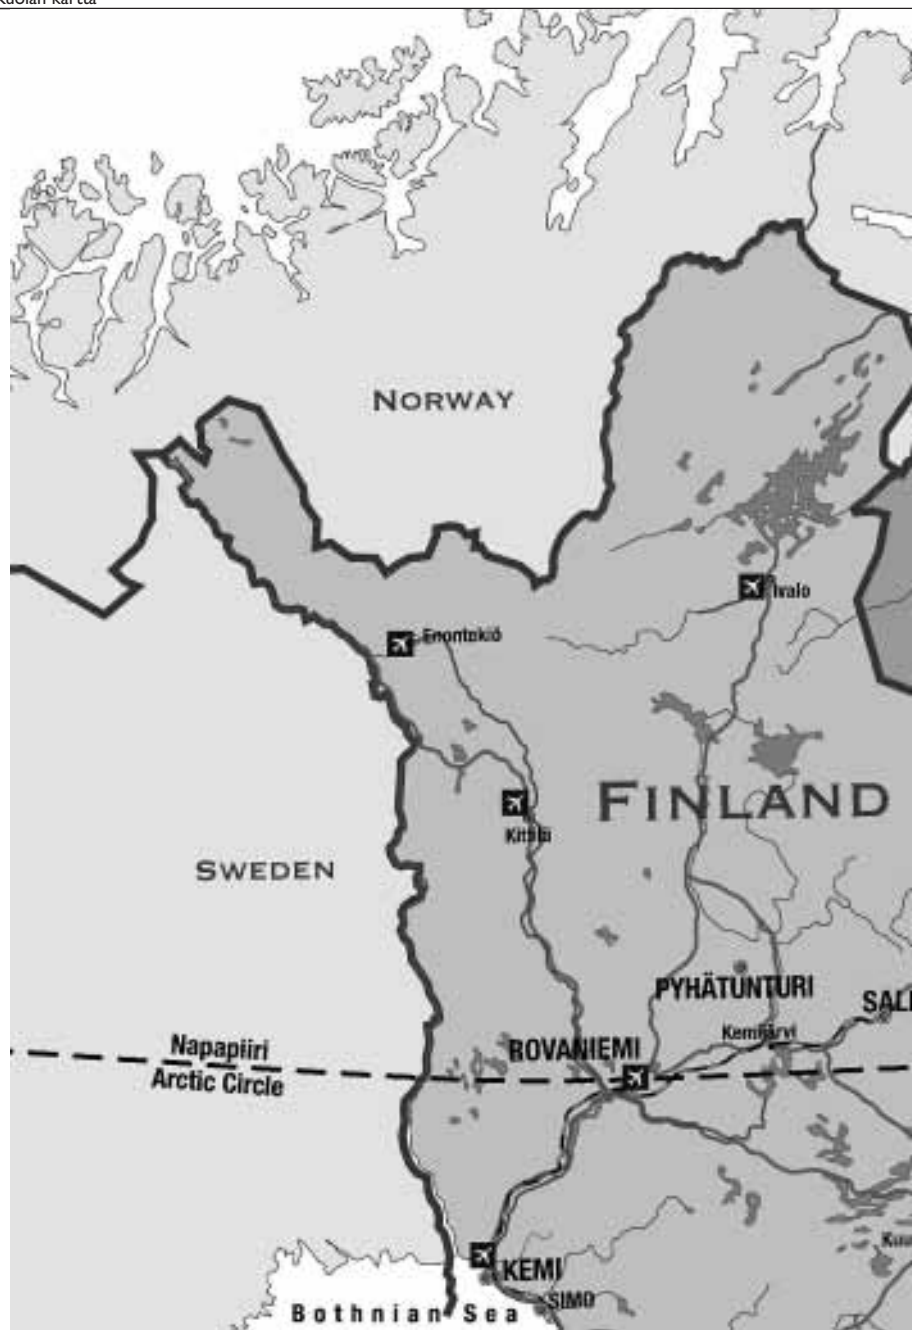 NORWAY
Ivalo
Enontekiö
FINLAND
Kittilä
SWEDEN
PYHÄTUNTURI
Kemijärvi
Napapiiri
ROVANIEMI
Arctic Circle
KEMI
SIMO
Bothnian Sea